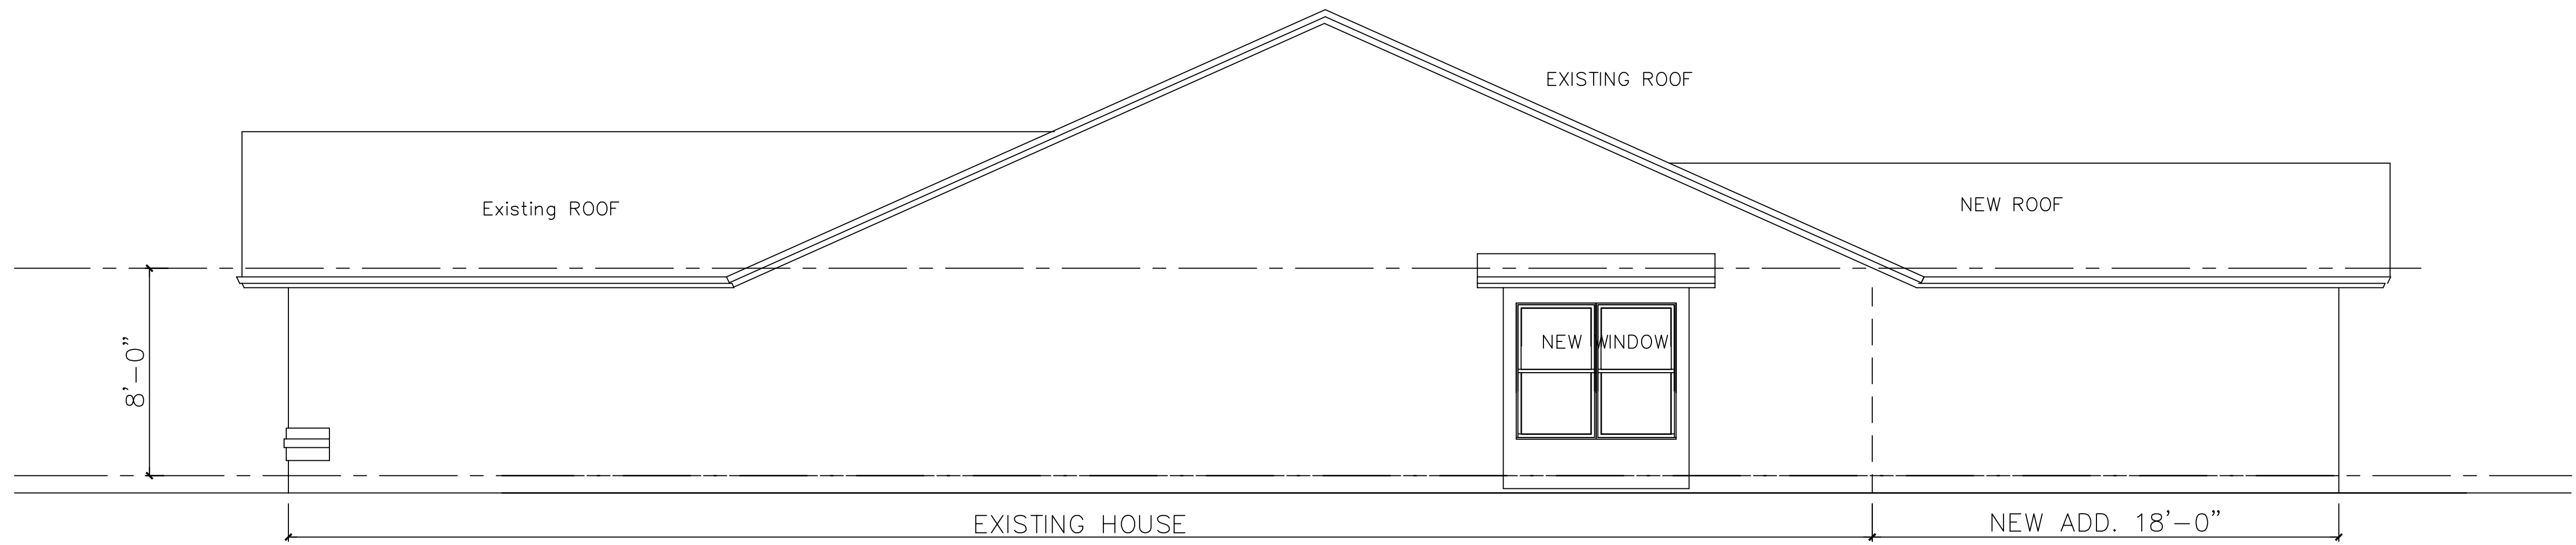 EXISTING ROOF
Existing ROOF
NEW ROOF
NEW WINDOW
8'-0"
EXISTING HOUSE
NEW ADD. 18'-0"